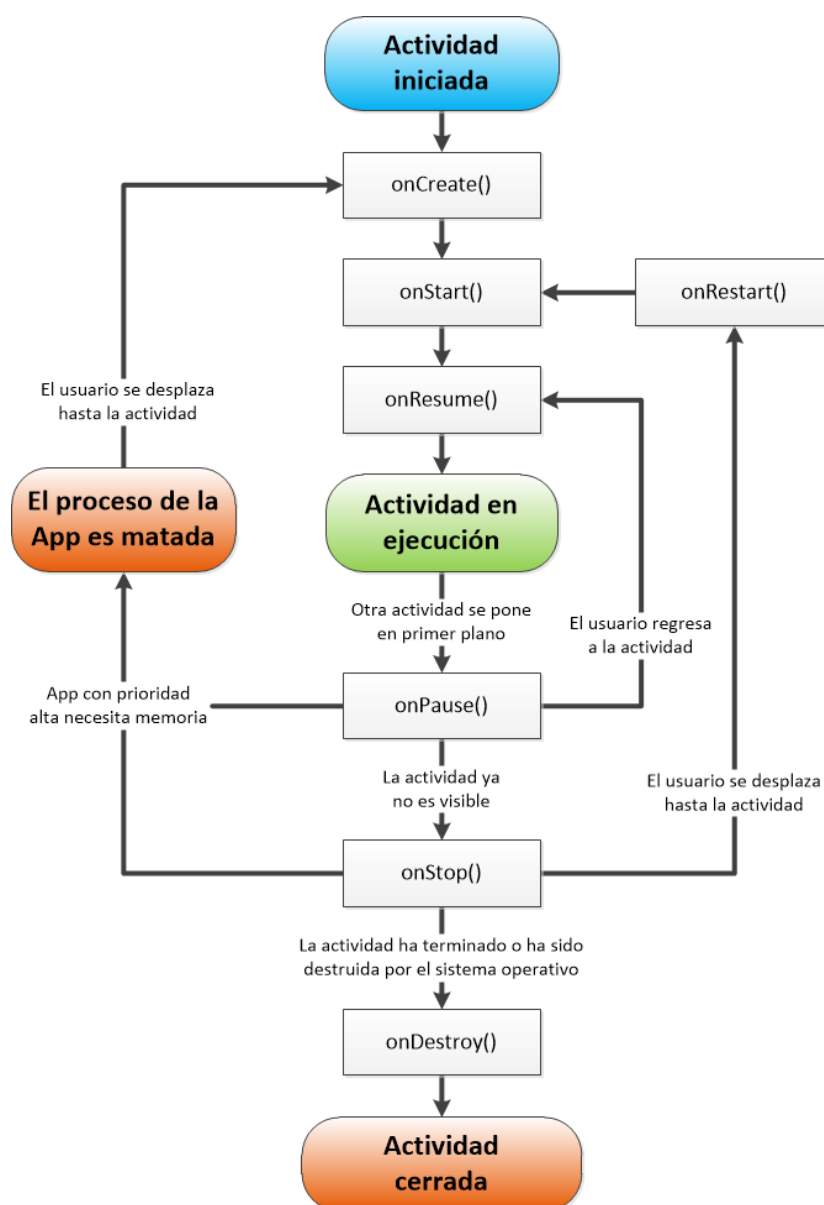 Actividad
iniciada
onCreate()
onStart()
onRestart()
onResume()
El usuario se desplaza
hasta la actividad
El proceso de la
App es matada
Actividad en
ejecución
Otra actividad se pone
en primer plano
El usuario regresa
a la actividad
App con prioridad
alta necesita memoria
onPause()
La actividad ya
no es visible
El usuario se desplaza
hasta la actividad
onStop()
La actividad ha terminado o ha sido
destruida por el sistema operativo
onDestroy()
Actividad
cerrada